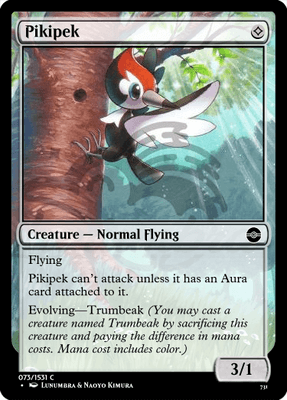 Pikipek
Creature — Normal Flying
Flying
Pikipek can't attack unless it has an Aura
card attached to it.
Evolving—Trumbeak (You may cast a
creature named Trumbeak by sacrificing this
creature and paying the difference in mana
costs. Mana cost includes color.)
3/1
073/1531 C
LUNUMBRA & NAOYO KIMURA